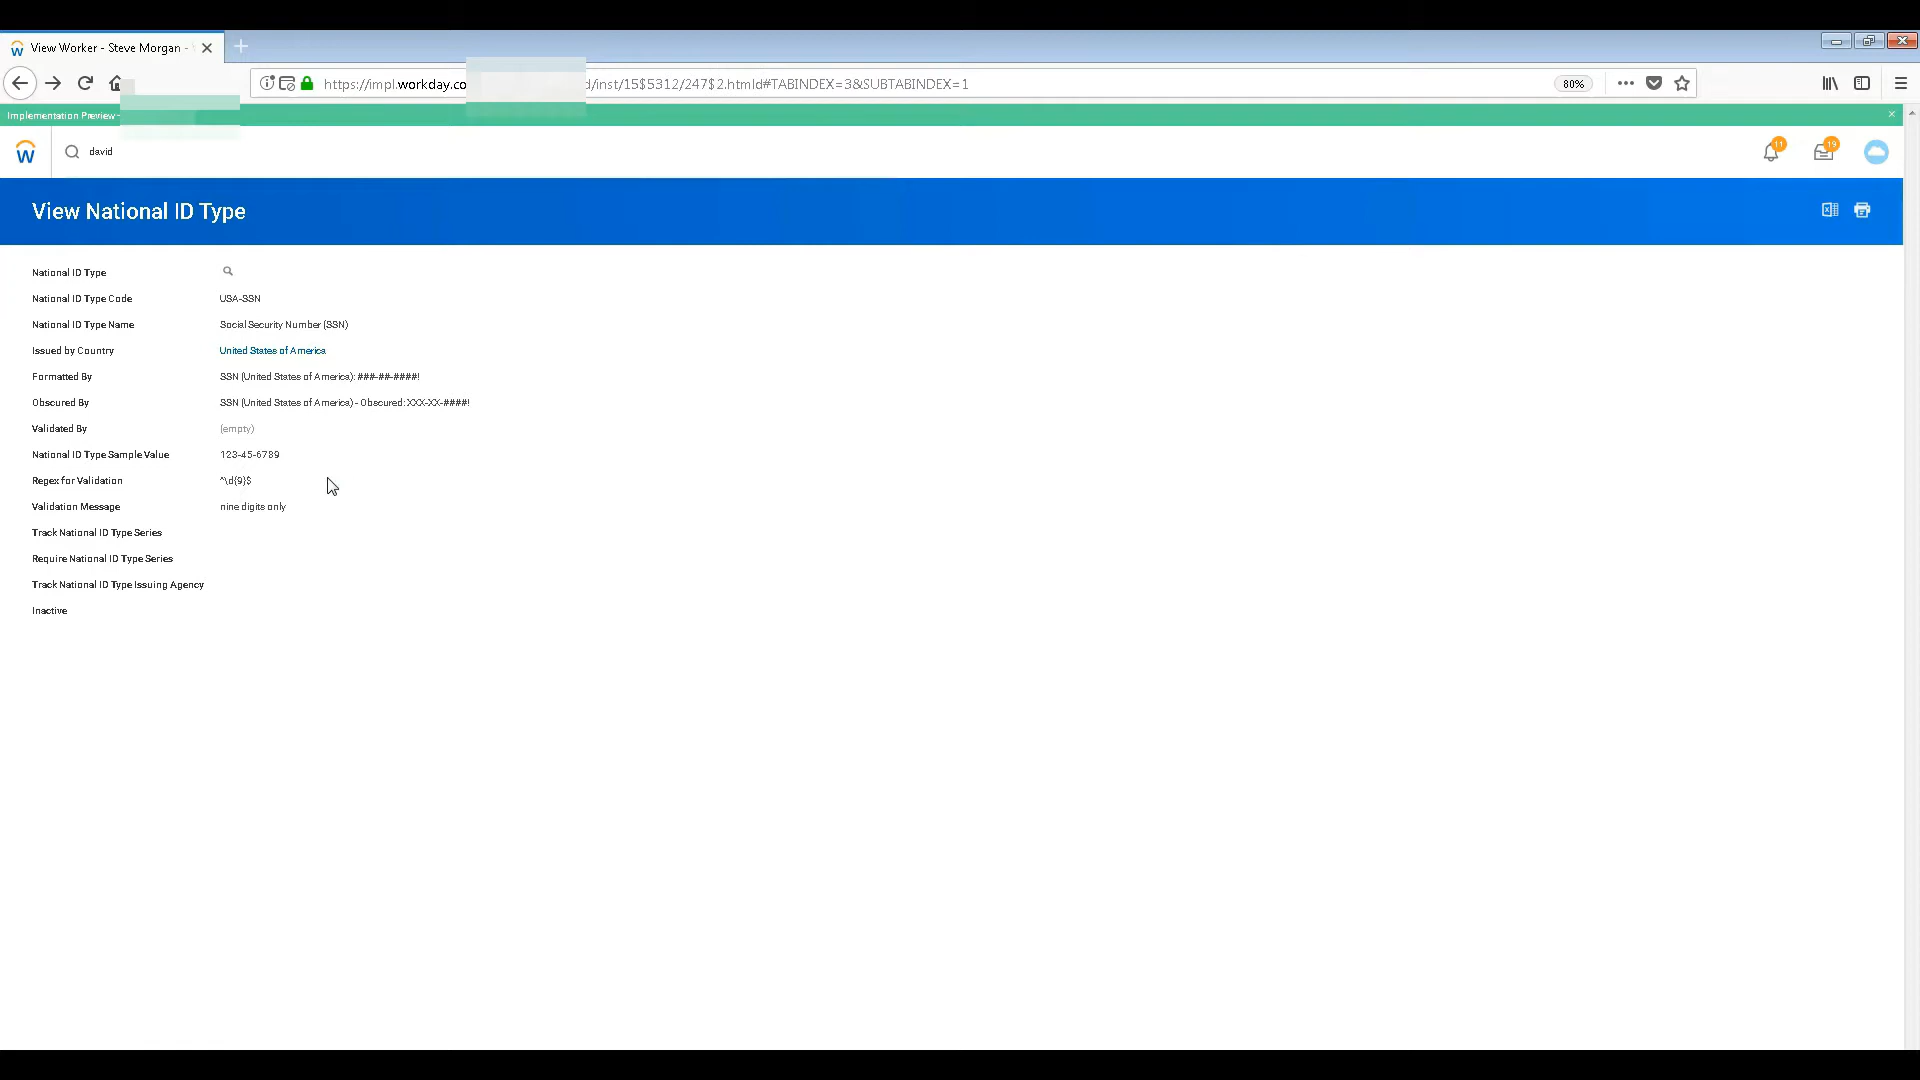 View Worker - Steve Morgan -
https://impl.workday.co d/inst/15$5312/247$2.htmld#TABINDEX=3&SUBTABINDEX=1 80%
Implementation Preview -
david 11 19
View National ID Type
National ID Type
National ID Type Code USA-SSN
National ID Type Name Social Security Number (SSN)
Issued by Country United States of America
Formatted By SSN (United States of America): ###-##-####!
Obscured By SSN (United States of America) - Obscured: XXX-XX-####!
Validated By (empty)
National ID Type Sample Value 123-45-6789
Regex for Validation ^\d{9}$
Validation Message nine digits only
Track National ID Type Series
Require National ID Type Series
Track National ID Type Issuing Agency
Inactive